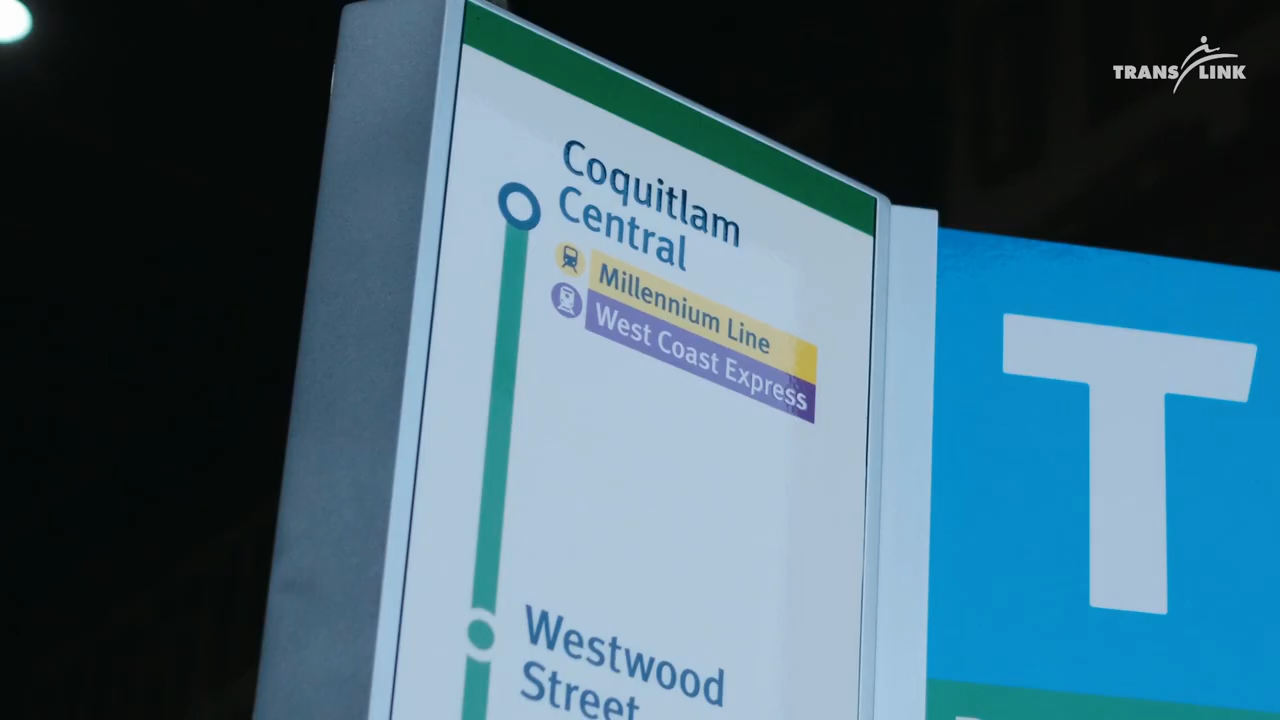 TRANS LINK
Coquitlam
Central
Millennium Line
West Coast Express
Westwood
Street
T